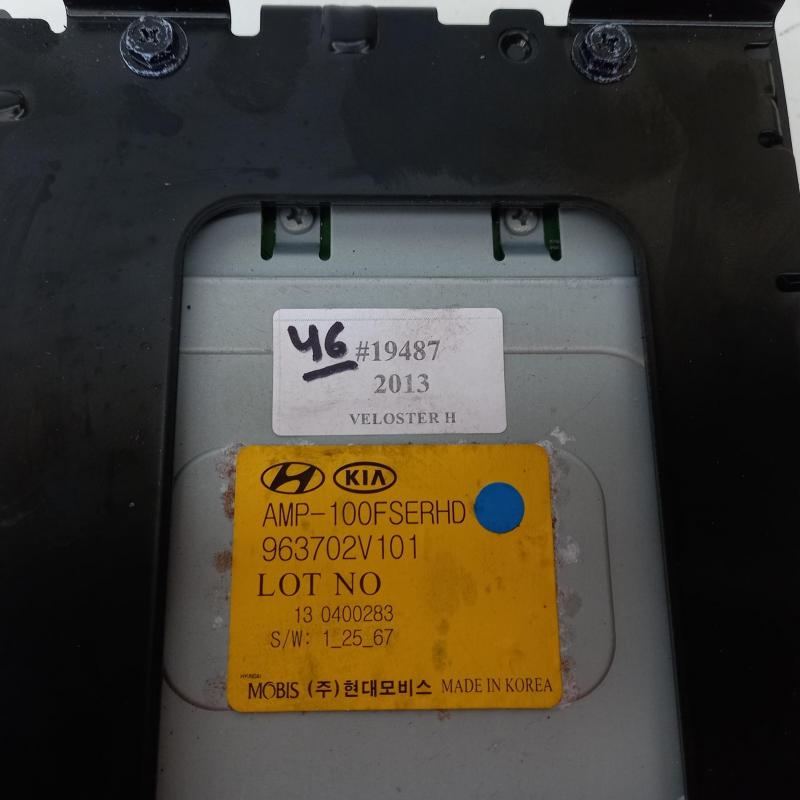 46 #19487
2013
VELOSTER H
KIA
AMP-100FSERHD
963702V101
LOT NO
13 0400283
S/W: 1_25_67
HYUNDAI
MOBIS (주)현대모비스 MADE IN KOREA